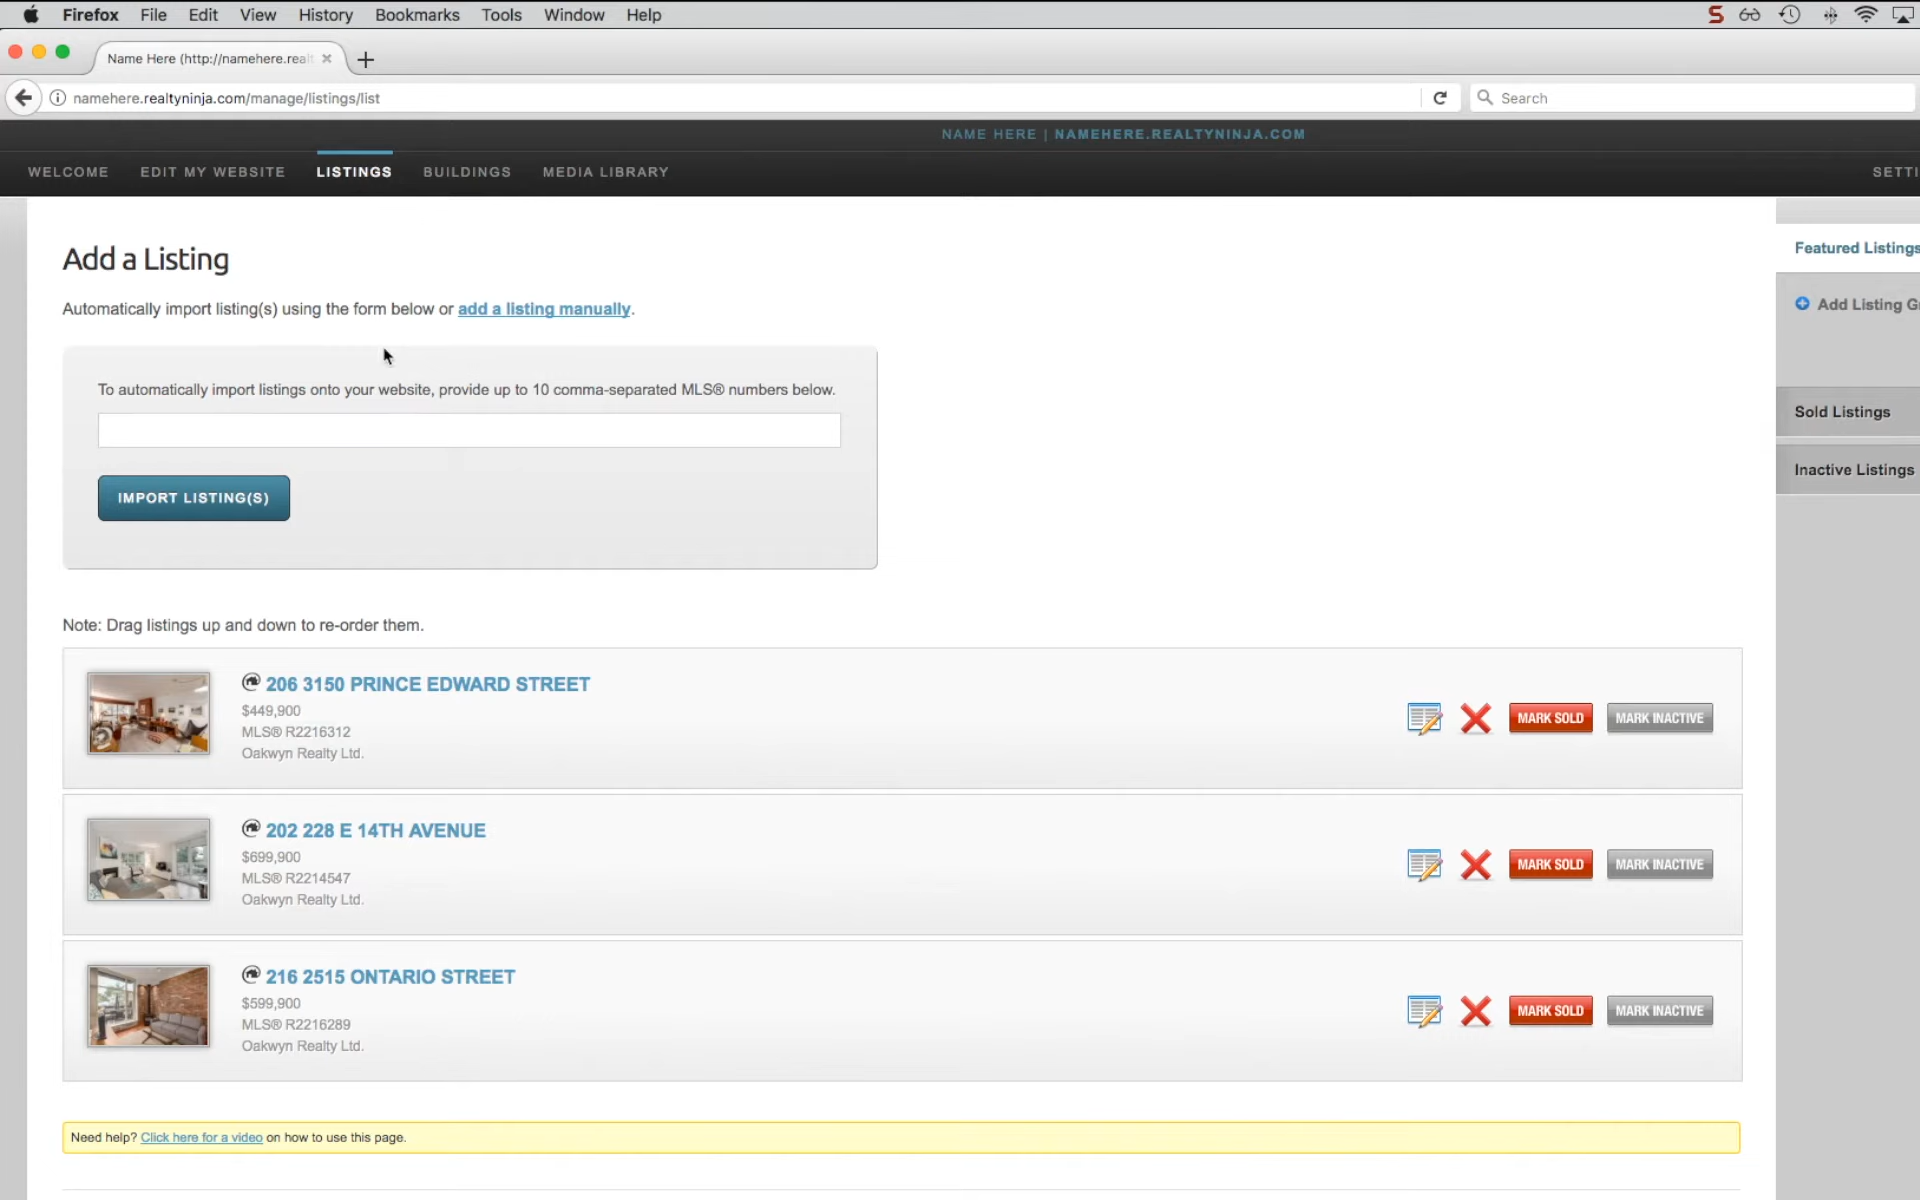 Firefox File Edit View History Bookmarks Tools Window Help
Name Here (http://namehere.real
namehere.realtyninja.com/manage/listings/list
Search
NAME HERE | NAMEHERE.REALTYNINJA.COM
WELCOME EDIT MY WEBSITE LISTINGS BUILDINGS MEDIA LIBRARY SETTI
Add a Listing
Featured Listings
Automatically import listing(s) using the form below or add a listing manually.
Add Listing G
To automatically import listings onto your website, provide up to 10 comma-separated MLS® numbers below.
Sold Listings
Inactive Listings
IMPORT LISTING(S)
Note: Drag listings up and down to re-order them.
206 3150 PRINCE EDWARD STREET
$449,900
MLS® R2216312
Oakwyn Realty Ltd.
MARK SOLD MARK INACTIVE
202 228 E 14TH AVENUE
$699,900
MLS® R2214547
Oakwyn Realty Ltd.
MARK SOLD MARK INACTIVE
216 2515 ONTARIO STREET
$599,900
MLS® R2216289
Oakwyn Realty Ltd.
MARK SOLD MARK INACTIVE
Need help? Click here for a video on how to use this page.